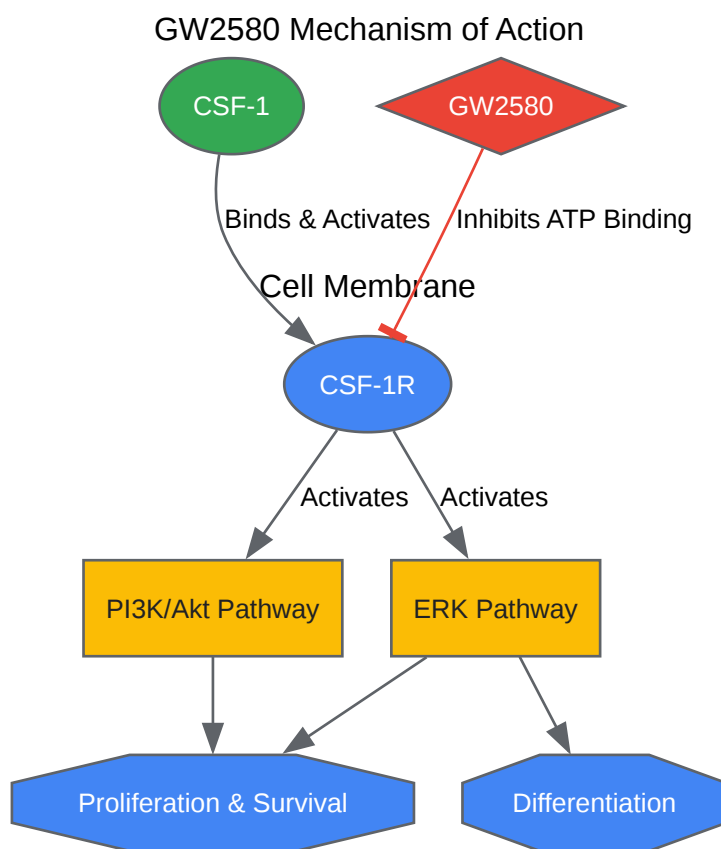 GW2580 Mechanism of Action
CSF-1
GW2580
Binds & Activates
Inhibits ATP Binding
Cell Membrane
CSF-1R
Activates
Activates
PI3K/Akt Pathway
ERK Pathway
Proliferation & Survival
Differentiation